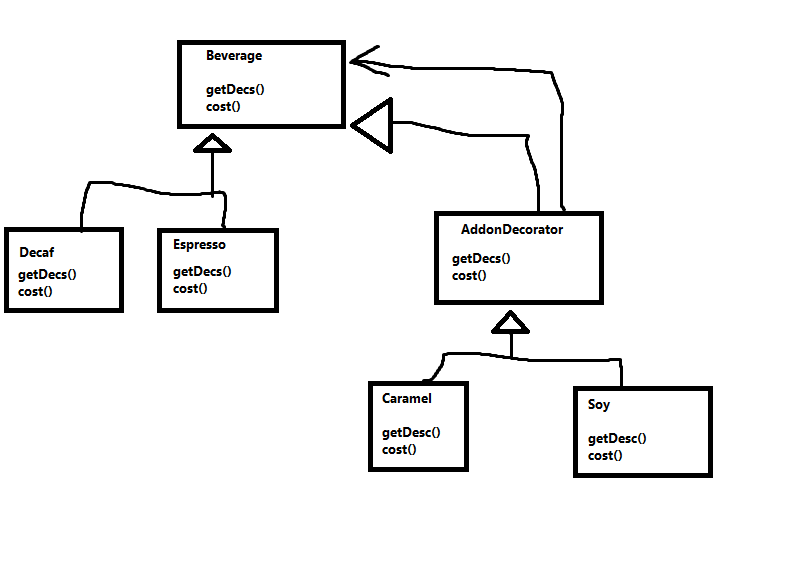 Beverage
getDecs()
cost()
Decaf
getDecs()
cost()
Espresso
getDecs()
cost()
AddonDecorator
getDecs()
cost()
Caramel
getDesc()
cost()
Soy
getDesc()
cost()